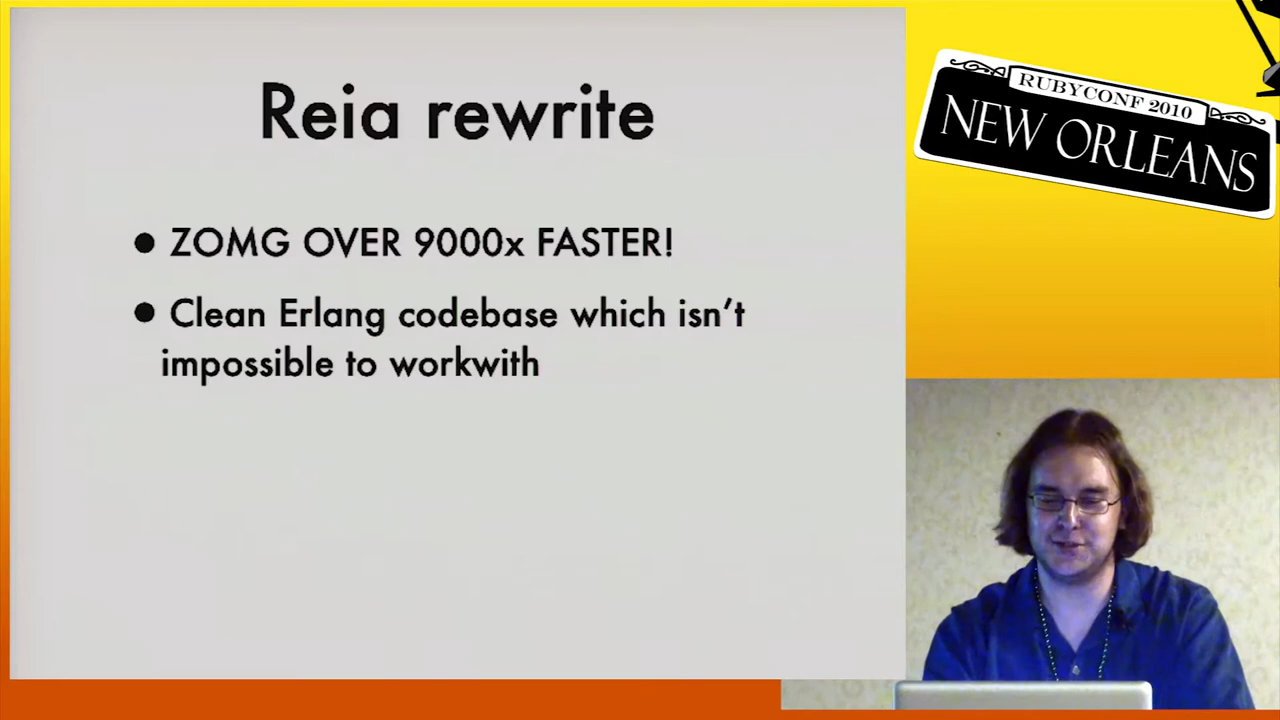 Reia rewrite
• ZOMG OVER 9000x FASTER!
• Clean Erlang codebase which isn't
impossible to workwith
RUBYCONF 2010
NEW ORLEANS